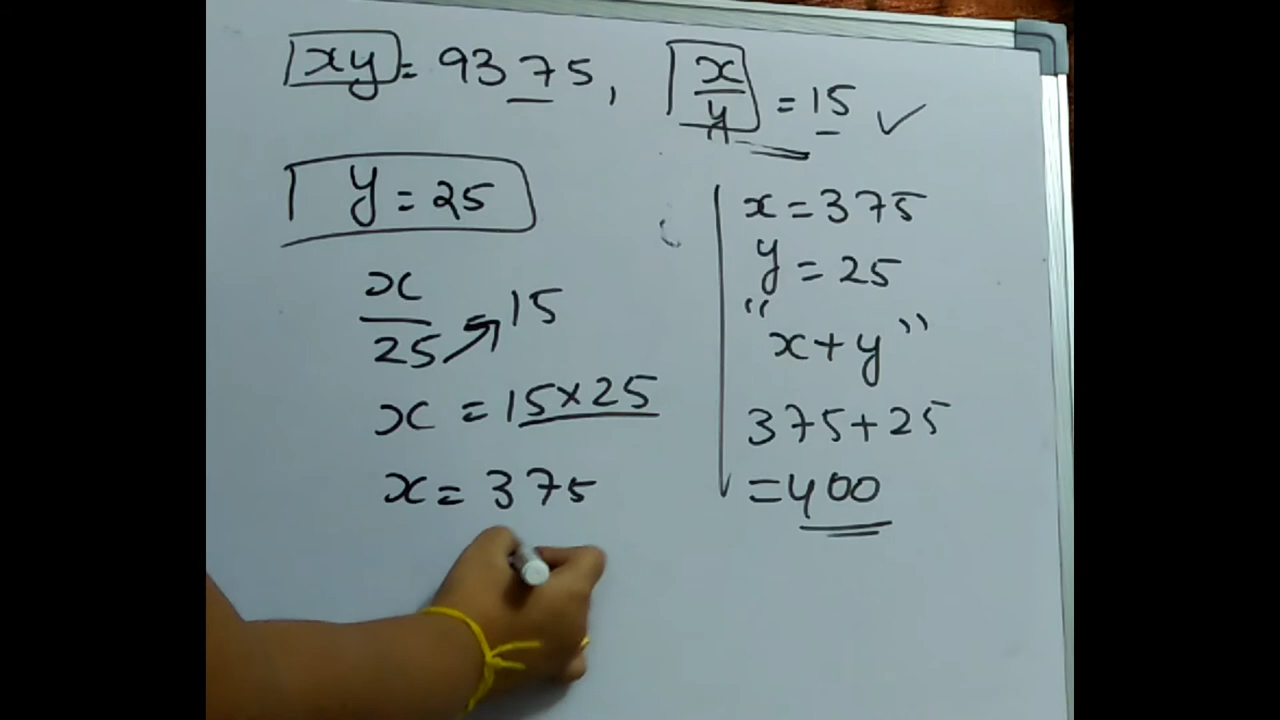 xy = 9375, x/y = 15 ✓
y = 25
x/25 = 15
x = 15×25
x = 375
x = 375
y = 25
"x+y"
375+25
=400